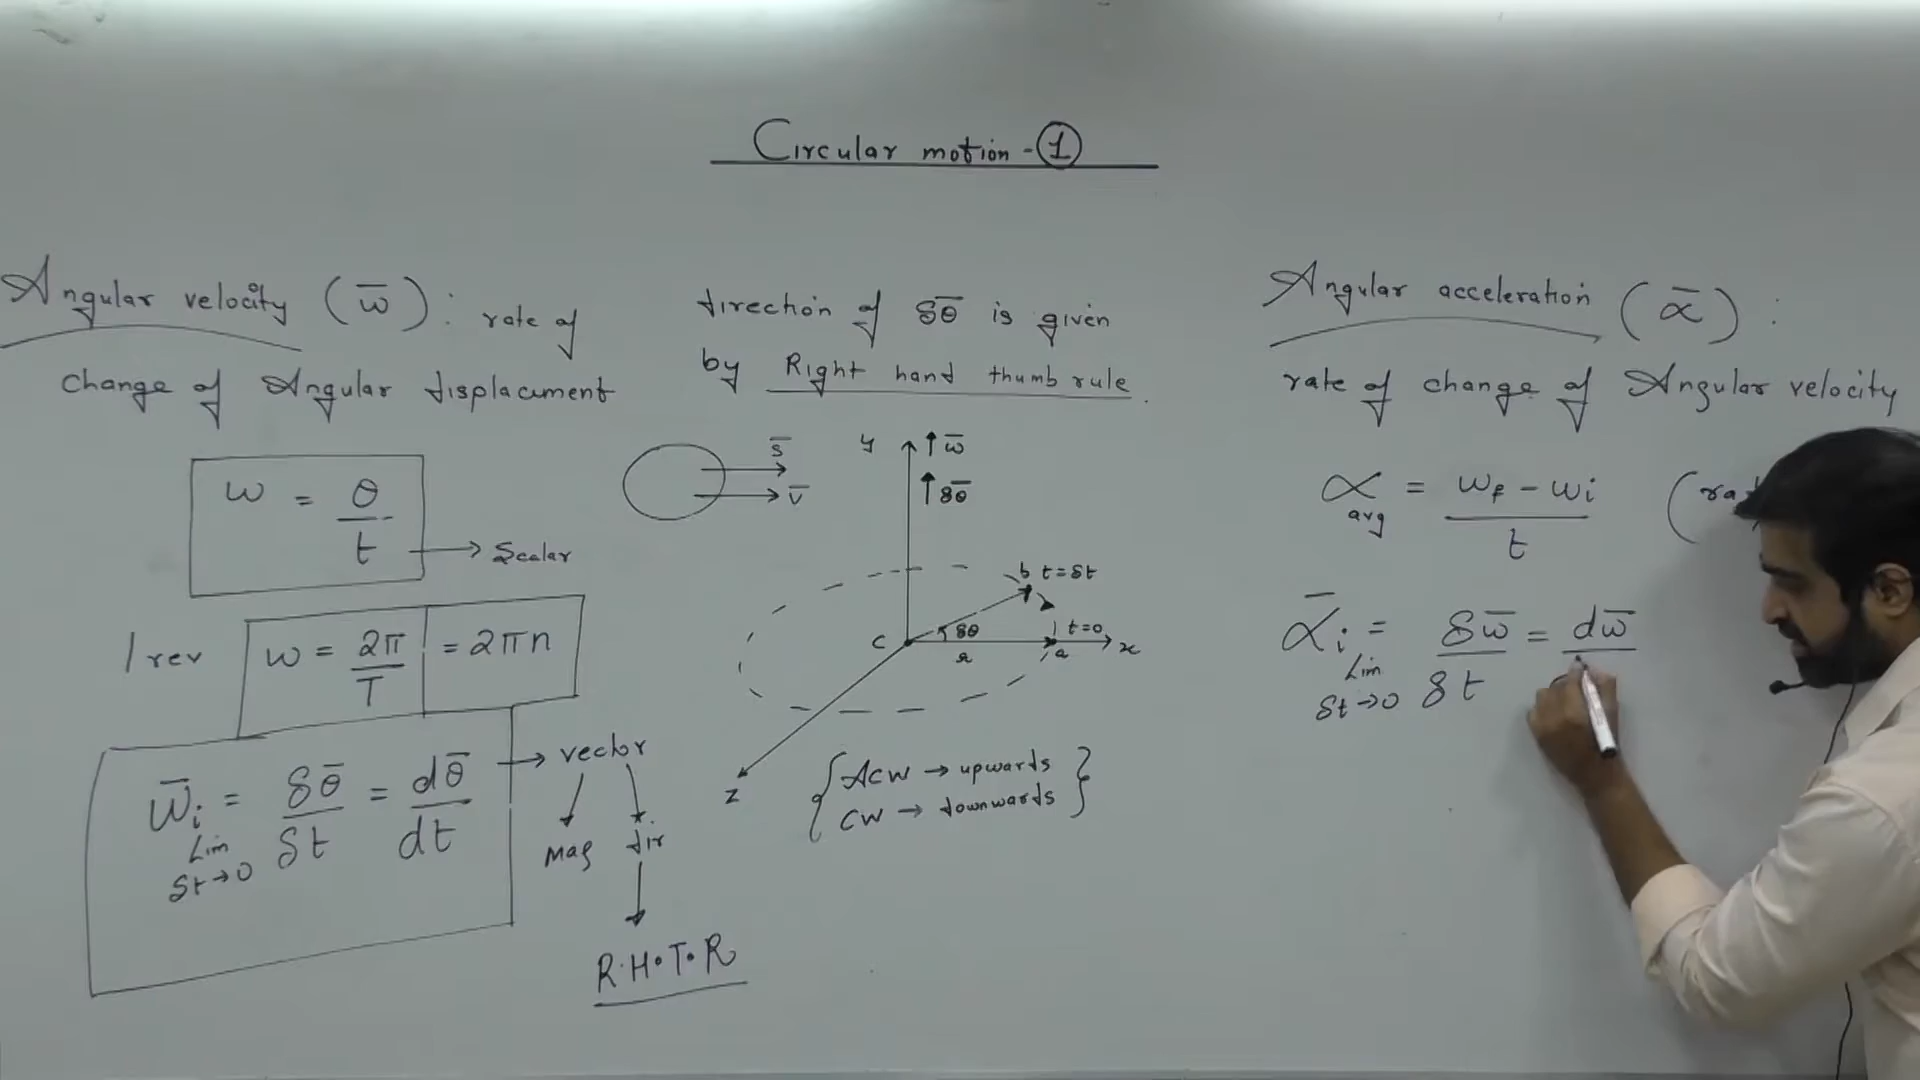 Circular motion - 1
Angular velocity (ω̄) : rate of
change of Angular displacement
ω = θ/t → Scalar
1 rev ω = 2π/T = 2πn
ω̄i = Lim δt→0 δθ̄/δt = dθ̄/dt → vector
Mag dir
R.H.T.R
direction of δθ̄ is given
by Right hand thumb rule.
s̄
v̄
y ↑ω̄
↑δθ̄
b t=δt
c δθ t=0
r a x
z
{ ACW → upwards
CW → downwards }
Angular acceleration (ᾱ) :
rate of change of Angular velocity
α avg = ωf - ωi / t
ᾱi = Lim δt→0 δω̄/δt = dω̄